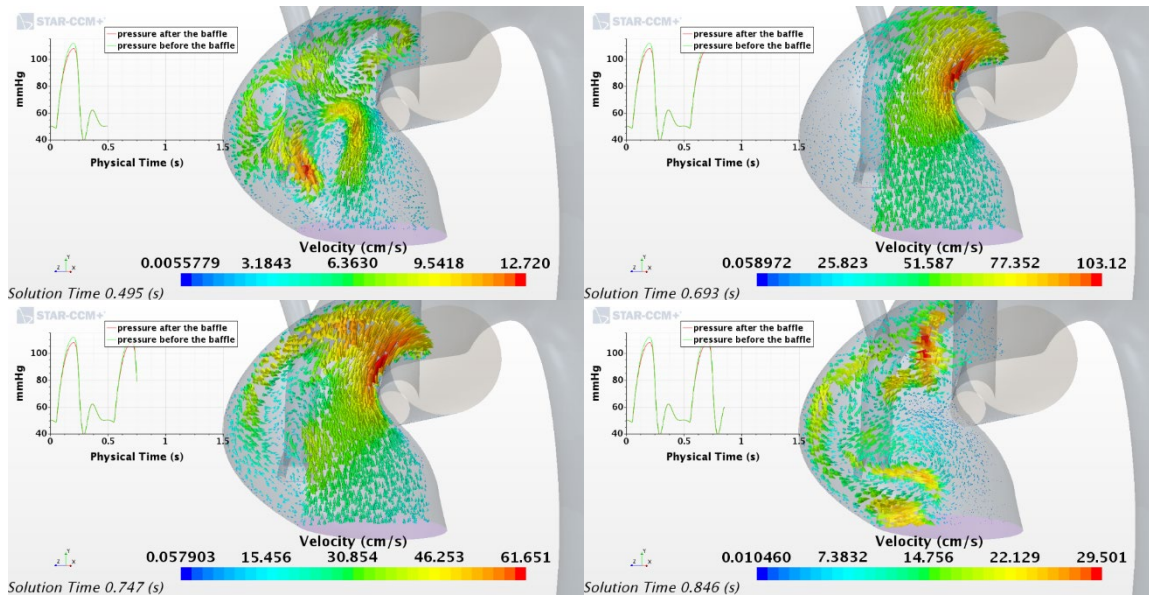 STAR-CCM+
pressure after the baffle
pressure before the baffle
100
80
60
40
mmHg
0 0.5 1 1.5
Physical Time (s)
Velocity (cm/s)
0.0055779 3.1843 6.3630 9.5418 12.720
Solution Time 0.495 (s)
STAR-CCM+
pressure after the baffle
pressure before the baffle
100
80
60
40
mmHg
0 0.5 1 1.5
Physical Time (s)
Velocity (cm/s)
0.058972 25.823 51.587 77.352 103.12
Solution Time 0.693 (s)
STAR-CCM+
pressure after the baffle
pressure before the baffle
100
80
60
40
mmHg
0 0.5 1 1.5
Physical Time (s)
Velocity (cm/s)
0.057903 15.456 30.854 46.253 61.651
Solution Time 0.747 (s)
STAR-CCM+
pressure after the baffle
pressure before the baffle
100
80
60
40
mmHg
0 0.5 1 1.5
Physical Time (s)
Velocity (cm/s)
0.010460 7.3832 14.756 22.129 29.501
Solution Time 0.846 (s)